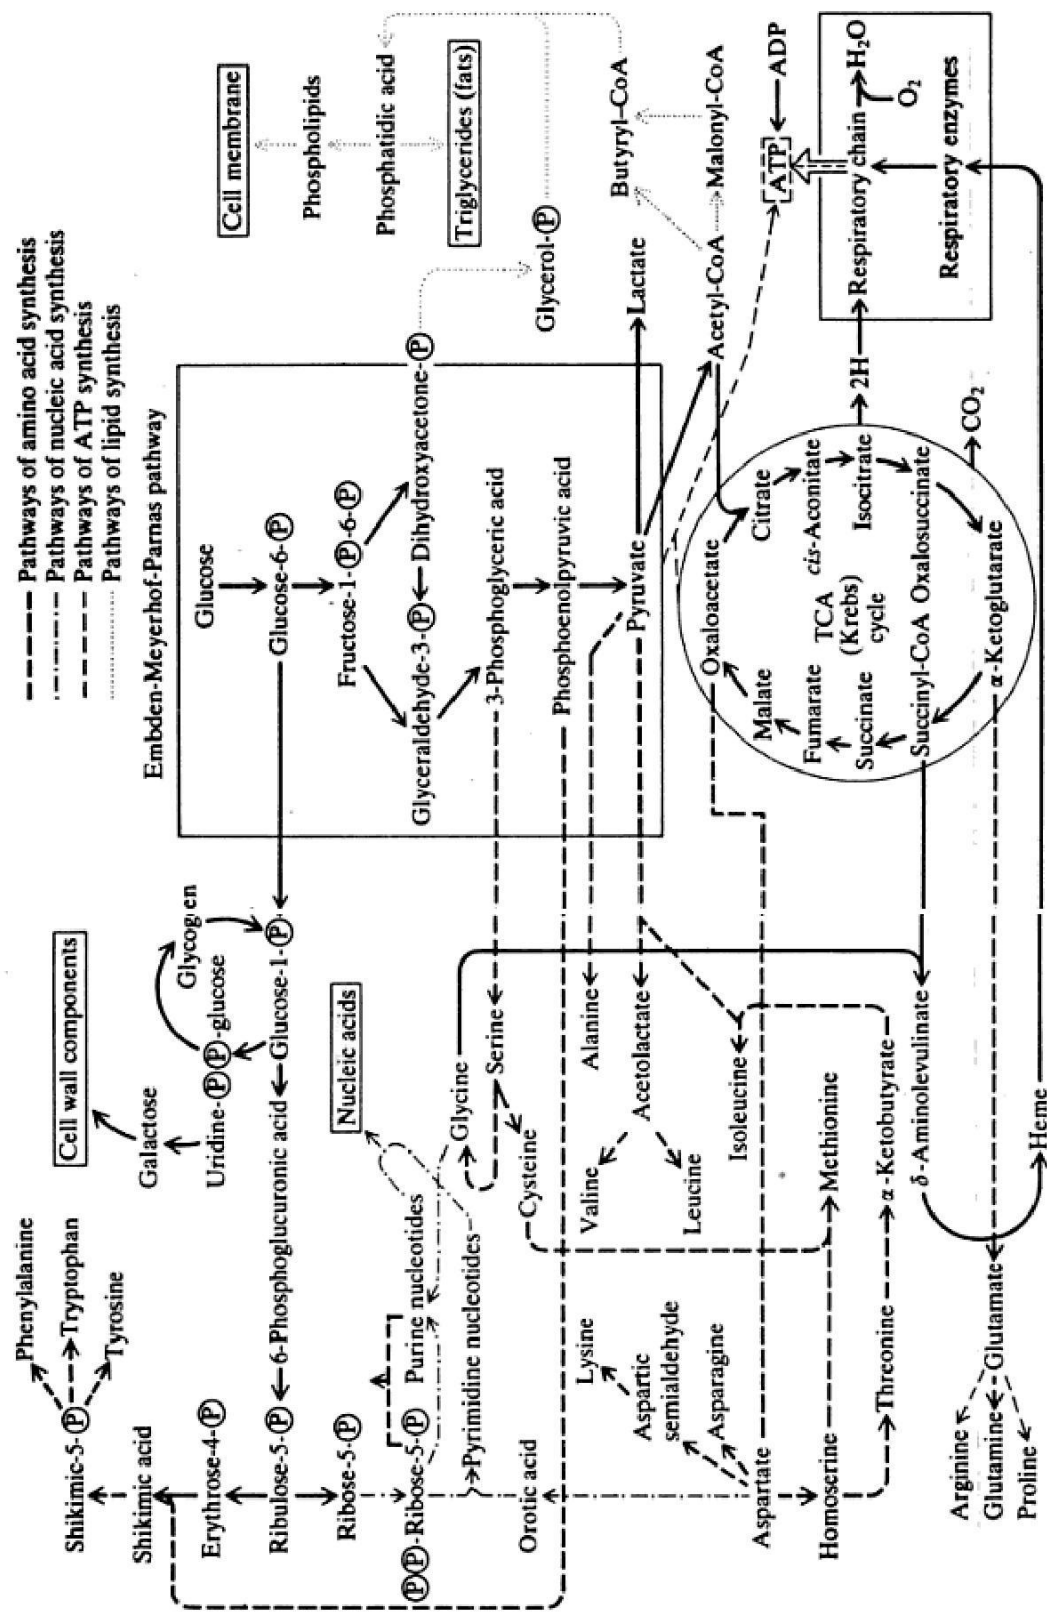 Pathways of amino acid synthesis
Pathways of nucleic acid synthesis
Pathways of ATP synthesis
Pathways of lipid synthesis
Embden-Meyerhof-Parnas pathway
Phenylalanine
Shikimic-5-P
Tryptophan
Tyrosine
Cell wall components
Shikimic acid
Galactose
Glycogen
Glucose
Erythrose-4-P
Uridine-PP-glucose
Cell membrane
Ribulose-5-P
6-Phosphoglucuronic acid
Glucose-1-P
Glucose-6-P
Phospholipids
Ribose-5-P
Nucleic acids
Fructose-1-P-6-P
Phosphatidic acid
PP-Ribose-5-P
Purine nucleotides
Glyceraldehyde-3-P
Dihydroxyacetone-P
Triglycerides (fats)
Pyrimidine nucleotides
Glycine
Serine
3-Phosphoglyceric acid
Orotic acid
Cysteine
Phosphoenolpyruvic acid
Glycerol-P
Lysine
Valine
Alanine
Aspartic
semialdehyde
Acetolactate
Pyruvate
Lactate
Butyryl-CoA
Asparagine
Leucine
Isoleucine
Oxaloacetate
Acetyl-CoA
Malonyl-CoA
Aspartate
Malate
Citrate
ATP
ADP
Homoserine
Methionine
Fumarate
TCA
(Krebs)
cycle
cis-Aconitate
Threonine
α-Ketobutyrate
Succinate
Isocitrate
2H
Respiratory chain
H2O
O2
δ-Aminolevulinate
Succinyl-CoA
Oxalosuccinate
Respiratory enzymes
Arginine
Glutamine
Glutamate
α-Ketoglutarate
CO2
Proline
Heme